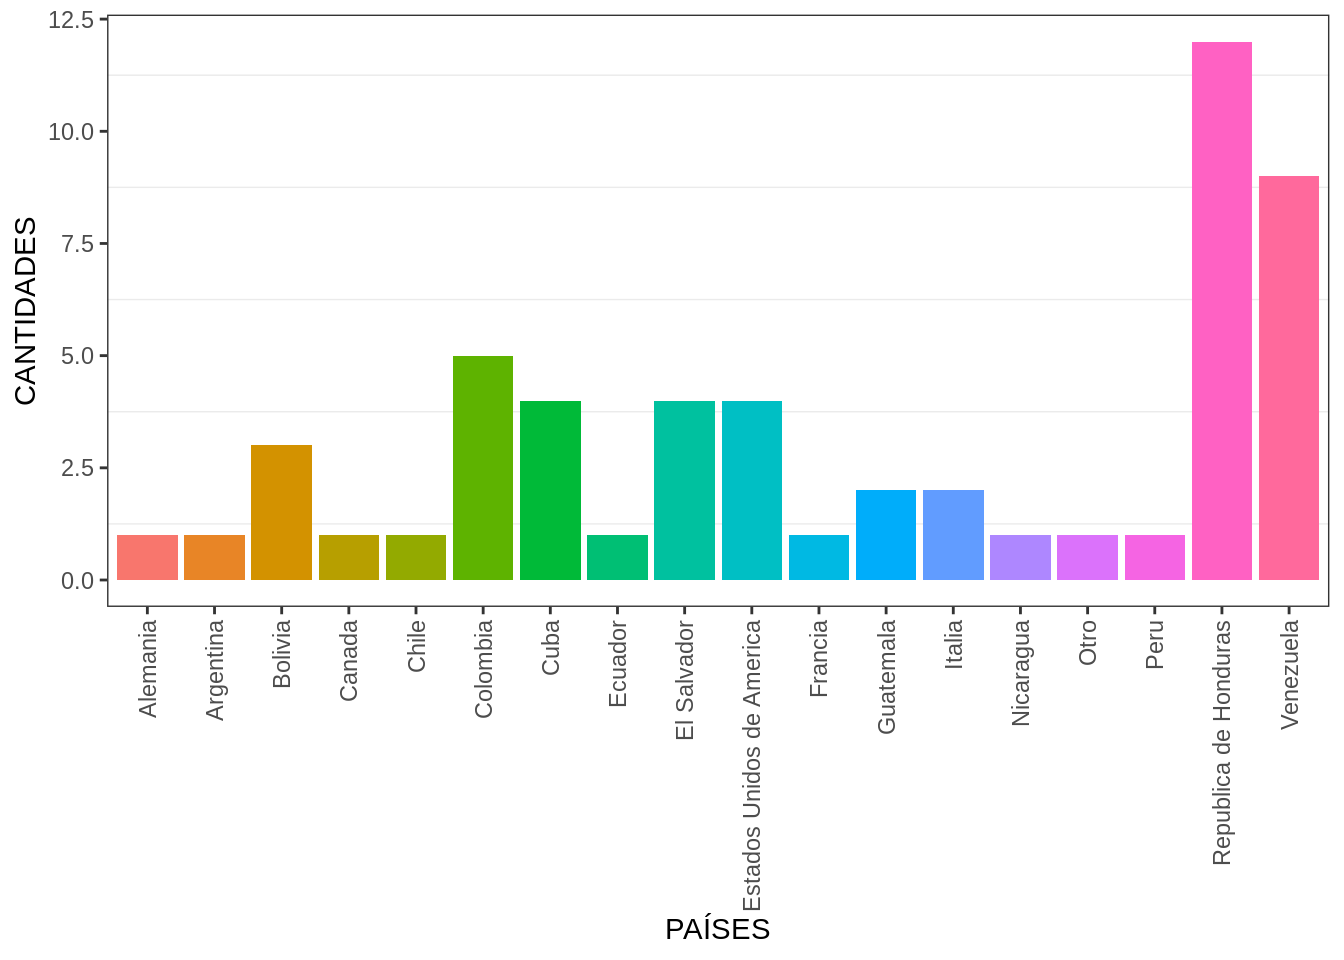 CANTIDADES
12.5
10.0
7.5
5.0
2.5
0.0
Alemania
Argentina
Bolivia
Canada
Chile
Colombia
Cuba
Ecuador
El Salvador
Estados Unidos de America
Francia
Guatemala
Italia
Nicaragua
Otro
Peru
Republica de Honduras
Venezuela
PAÍSES